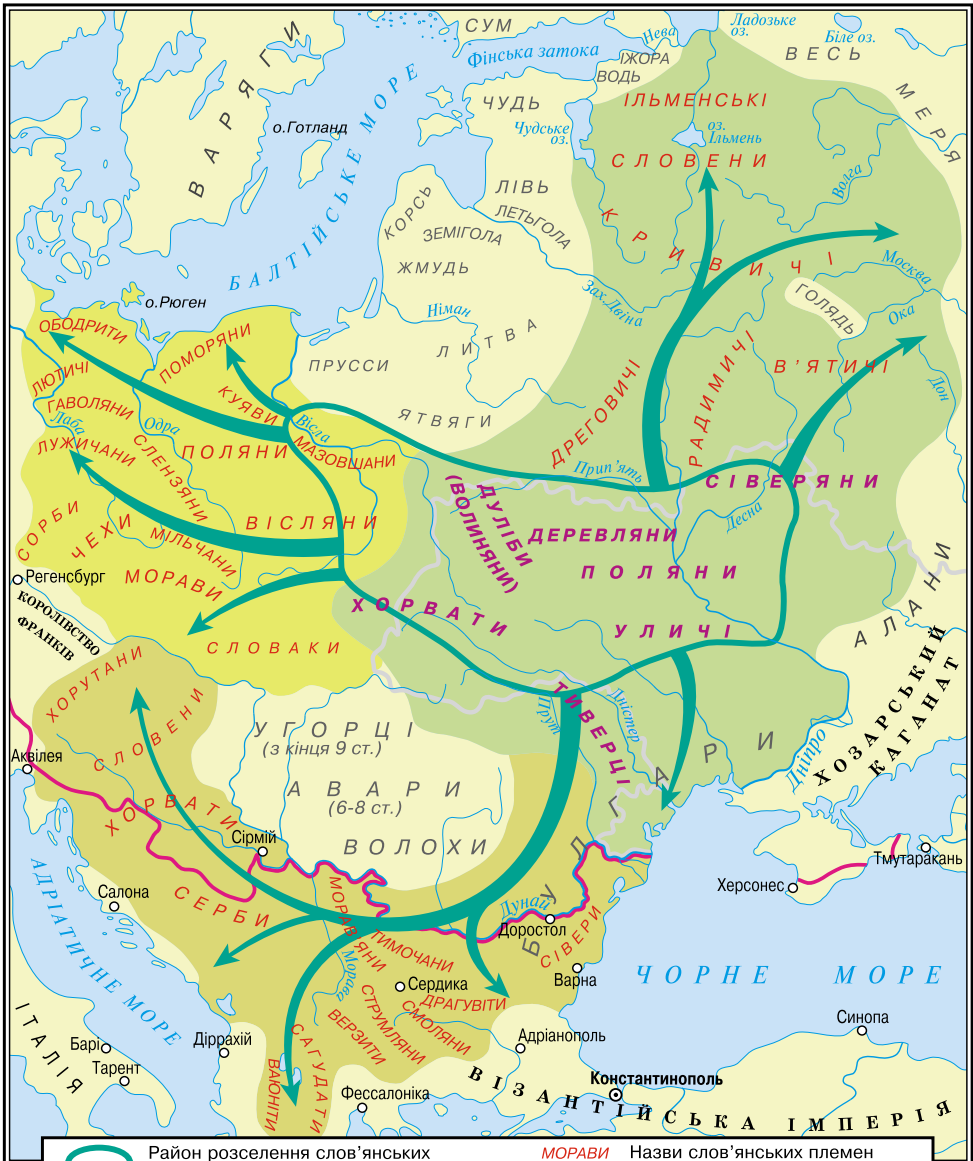 СУМ
Ладозьке
оз.
Нева
Біле оз.
Фінська затока
ВЕСЬ
ІЖОРА
ВОДЬ
ВАРЯГИ
МЕРЯ
ЧУДЬ
ІЛЬМЕНСЬКІ
СЛОВЕНИ
о.Готланд
Чудське
оз.
оз.
Ільмень
БАЛТІЙСЬКЕ МОРЕ
Волга
ЛІВЬ
КОРСЬ
ЛЕТЬГОЛА
ЗЕМІГОЛА
КРИВИЧІ
ЖМУДЬ
Москва
Зах.Двіна
ГОЛЯДЬ
о.Рюген
Німан
Ока
ОБОДРИТИ
ПОМОРЯНИ
ЛИТВА
ПРУССИ
ЛЮТИЧІ
В’ЯТИЧІ
РАДИМИЧІ
ДРЕГОВИЧІ
Дон
КУЯВИ
ГАВОЛЯНИ
Лаба
Одра
Вісла
ЯТВЯГИ
ЛУЖИЧАНИ
СЛЕНЗЯНИ
ПОЛЯНИ
МАЗОВШАНИ
Прип’ять
СІВЕРЯНИ
ДУЛІБИ
(ВОЛИНЯНИ)
Десна
СОРБИ
ЧЕХИ
ВІСЛЯНИ
МІЛЬЧАНИ
ДЕРЕВЛЯНИ
ПОЛЯНИ
Регенсбург
МОРАВИ
КОРОЛІВСТВО
ФРАНКІВ
ХОРВАТИ
УЛИЧІ
АЛАНИ
СЛОВАКИ
ХОРУТАНИ
ХОЗАРСЬКИЙ
КАГАНАТ
СЛОВЕНИ
ТИВЕРЦІ
Прут
Дністер
Дніпро
УГОРЦІ
(з кінця 9 ст.)
Аквілея
АВАРИ
(6-8 ст.)
БУЛГАРИ
ХОРВАТИ
Сірмій
ВОЛОХИ
Тмутаракань
Херсонес
АДРІАТИЧНЕ МОРЕ
Салона
СЕРБИ
МОРАВЯНИ
Дунай
Доростол
СІВЕРИ
ТИМОЧАНИ
Морава
Варна
ЧОРНЕ МОРЕ
Сердика
ДРАГУВІТИ
СТРУМЛЯНИ
СМОЛЯНИ
ВЕРЗИТИ
ІТАЛІЯ
Барі
Діррахій
САГУДАТИ
Адріанополь
Синопа
Тарент
ВАЮНІТИ
Фессалоніка
Константинополь
ВІЗАНТІЙСЬКА ІМПЕРІЯ
Район розселення слов’янських
МОРАВИ Назви слов’янських племен